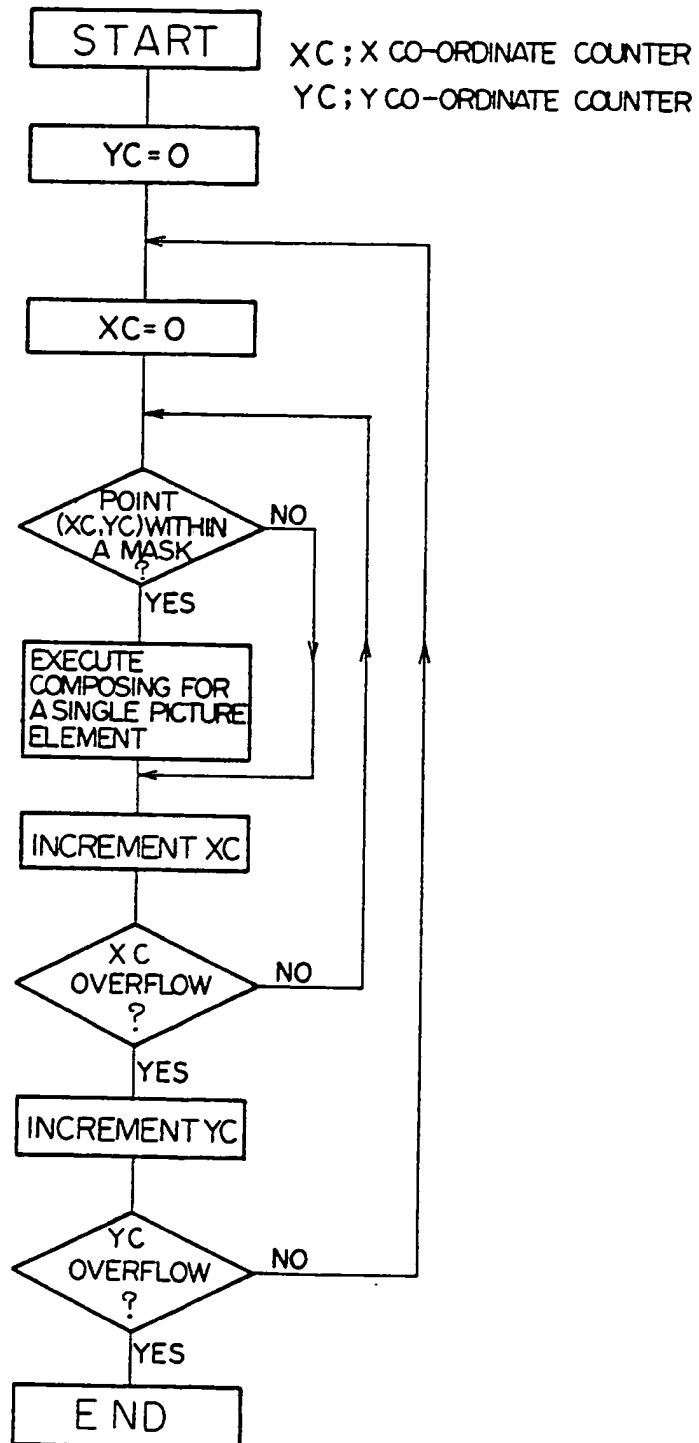 START
XC; X CO-ORDINATE COUNTER
YC; Y CO-ORDINATE COUNTER
YC=0
XC=0
POINT
(XC,YC) WITHIN
A MASK
?
NO
YES
EXECUTE
COMPOSING FOR
A SINGLE PICTURE
ELEMENT
INCREMENT XC
XC
OVERFLOW
?
NO
YES
INCREMENT YC
YC
OVERFLOW
?
NO
YES
END